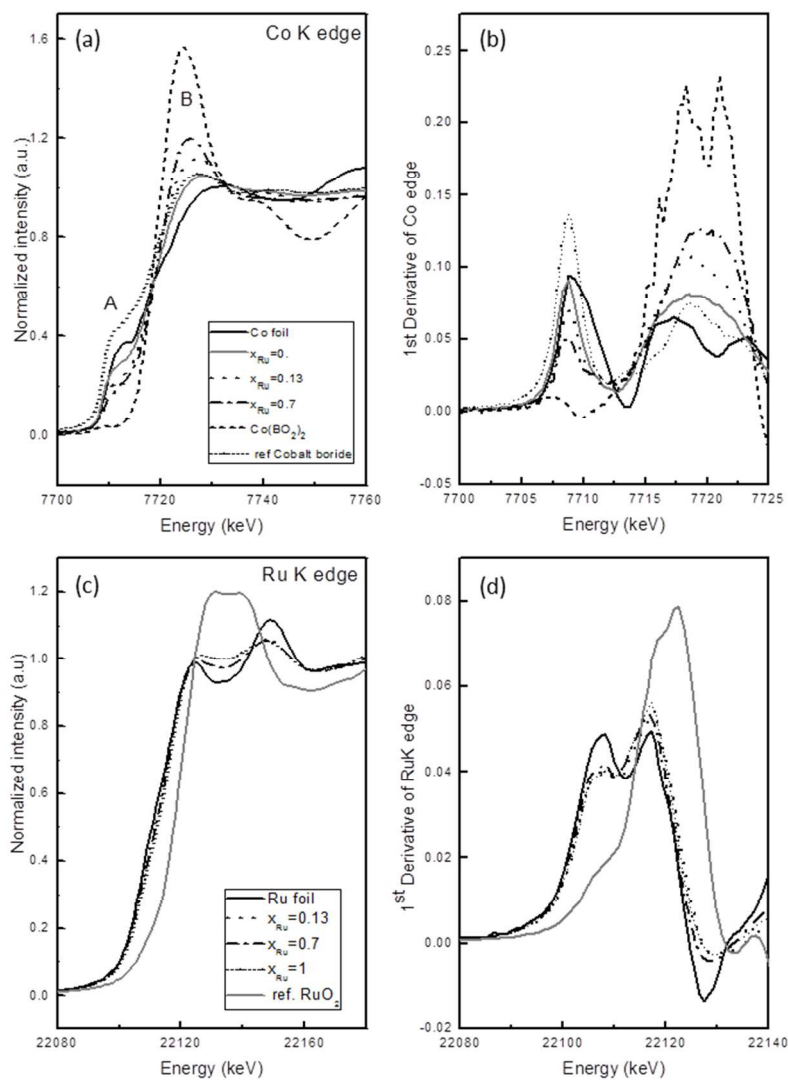 (a)
Co K edge
1.6
1.2
0.8
0.4
0.0
Normalized intensity (a.u.)
A
B
Co foil
xRu=0.
xRu=0.13
xRu=0.7
Co(BO2)2
ref Cobalt boride
7700 7720 7740 7760
Energy (keV)
(b)
0.25
0.20
0.15
0.10
0.05
0.00
-0.05
1st Derivative of Co edge
7700 7705 7710 7715 7720 7725
Energy (keV)
(c)
Ru K edge
1.2
1.0
0.8
0.6
0.4
0.2
0.0
Normalized intensity (a.u)
Ru foil
xRu=0.13
xRu=0.7
xRu=1
ref. RuO2
22080 22120 22160
Energy (keV)
(d)
0.08
0.06
0.04
0.02
0.00
-0.02
1st Derivative of RuK edge
22080 22100 22120 22140
Energy (keV)